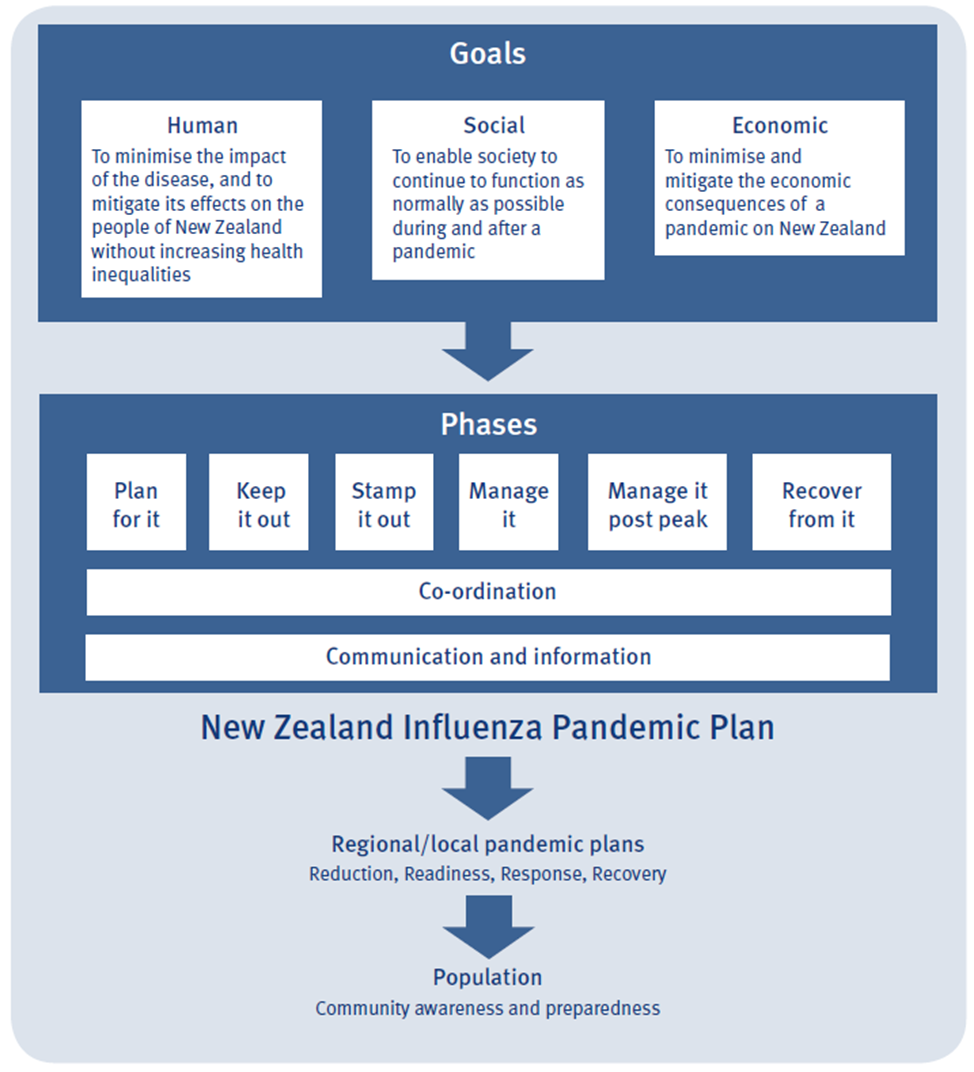 Goals
Human
To minimise the impact
of the disease, and to
mitigate its effects on the
people of New Zealand
without increasing health
inequalities
Social
To enable society to
continue to function as
normally as possible
during and after a
pandemic
Economic
To minimise and
mitigate the economic
consequences of a
pandemic on New Zealand
Phases
Plan
for it
Keep
it out
Stamp
it out
Manage
it
Manage it
post peak
Recover
from it
Co-ordination
Communication and information
New Zealand Influenza Pandemic Plan
Regional/local pandemic plans
Reduction, Readiness, Response, Recovery
Population
Community awareness and preparedness